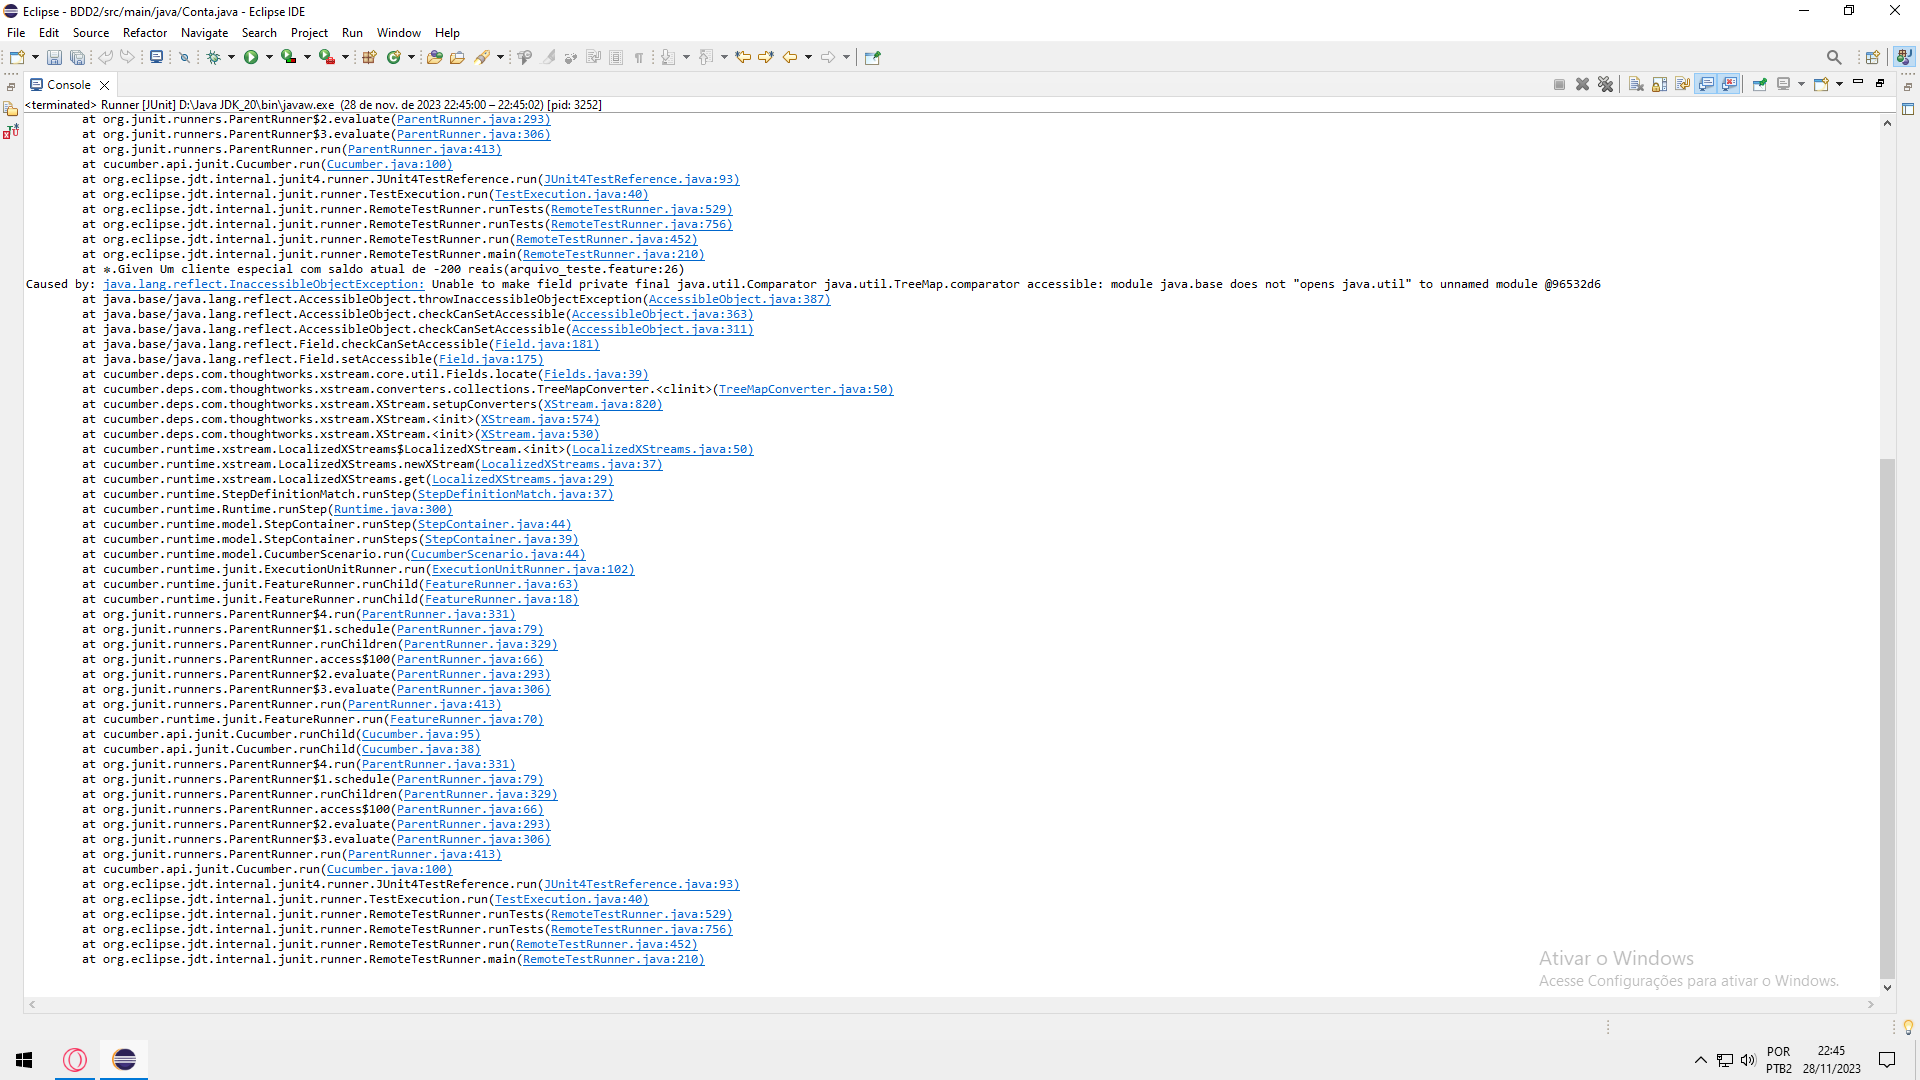 Eclipse - BDD2/src/main/java/Conta.java - Eclipse IDE
File Edit Source Refactor Navigate Search Project Run Window Help
Console
<terminated> Runner [JUnit] D:\Java JDK_20\bin\javaw.exe (28 de nov. de 2023 22:45:00 – 22:45:02) [pid: 3252]
at org.junit.runners.ParentRunner$2.evaluate(ParentRunner.java:293)
at org.junit.runners.ParentRunner$3.evaluate(ParentRunner.java:306)
at org.junit.runners.ParentRunner.run(ParentRunner.java:413)
at cucumber.api.junit.Cucumber.run(Cucumber.java:100)
at org.eclipse.jdt.internal.junit4.runner.JUnit4TestReference.run(JUnit4TestReference.java:93)
at org.eclipse.jdt.internal.junit.runner.TestExecution.run(TestExecution.java:40)
at org.eclipse.jdt.internal.junit.runner.RemoteTestRunner.runTests(RemoteTestRunner.java:529)
at org.eclipse.jdt.internal.junit.runner.RemoteTestRunner.runTests(RemoteTestRunner.java:756)
at org.eclipse.jdt.internal.junit.runner.RemoteTestRunner.run(RemoteTestRunner.java:452)
at org.eclipse.jdt.internal.junit.runner.RemoteTestRunner.main(RemoteTestRunner.java:210)
at *.Given Um cliente especial com saldo atual de -200 reais(arquivo_teste.feature:26)
Caused by: java.lang.reflect.InaccessibleObjectException: Unable to make field private final java.util.Comparator java.util.TreeMap.comparator accessible: module java.base does not "opens java.util" to unnamed module @96532d6
at java.base/java.lang.reflect.AccessibleObject.throwInaccessibleObjectException(AccessibleObject.java:387)
at java.base/java.lang.reflect.AccessibleObject.checkCanSetAccessible(AccessibleObject.java:363)
at java.base/java.lang.reflect.AccessibleObject.checkCanSetAccessible(AccessibleObject.java:311)
at java.base/java.lang.reflect.Field.checkCanSetAccessible(Field.java:181)
at java.base/java.lang.reflect.Field.setAccessible(Field.java:175)
at cucumber.deps.com.thoughtworks.xstream.core.util.Fields.locate(Fields.java:39)
at cucumber.deps.com.thoughtworks.xstream.converters.collections.TreeMapConverter.<clinit>(TreeMapConverter.java:50)
at cucumber.deps.com.thoughtworks.xstream.XStream.setupConverters(XStream.java:820)
at cucumber.deps.com.thoughtworks.xstream.XStream.<init>(XStream.java:574)
at cucumber.deps.com.thoughtworks.xstream.XStream.<init>(XStream.java:530)
at cucumber.runtime.xstream.LocalizedXStreams$LocalizedXStream.<init>(LocalizedXStreams.java:50)
at cucumber.runtime.xstream.LocalizedXStreams.newXStream(LocalizedXStreams.java:37)
at cucumber.runtime.xstream.LocalizedXStreams.get(LocalizedXStreams.java:29)
at cucumber.runtime.StepDefinitionMatch.runStep(StepDefinitionMatch.java:37)
at cucumber.runtime.Runtime.runStep(Runtime.java:300)
at cucumber.runtime.model.StepContainer.runStep(StepContainer.java:44)
at cucumber.runtime.model.StepContainer.runSteps(StepContainer.java:39)
at cucumber.runtime.model.CucumberScenario.run(CucumberScenario.java:44)
at cucumber.runtime.junit.ExecutionUnitRunner.run(ExecutionUnitRunner.java:102)
at cucumber.runtime.junit.FeatureRunner.runChild(FeatureRunner.java:63)
at cucumber.runtime.junit.FeatureRunner.runChild(FeatureRunner.java:18)
at org.junit.runners.ParentRunner$4.run(ParentRunner.java:331)
at org.junit.runners.ParentRunner$1.schedule(ParentRunner.java:79)
at org.junit.runners.ParentRunner.runChildren(ParentRunner.java:329)
at org.junit.runners.ParentRunner.access$100(ParentRunner.java:66)
at org.junit.runners.ParentRunner$2.evaluate(ParentRunner.java:293)
at org.junit.runners.ParentRunner$3.evaluate(ParentRunner.java:306)
at org.junit.runners.ParentRunner.run(ParentRunner.java:413)
at cucumber.runtime.junit.FeatureRunner.run(FeatureRunner.java:70)
at cucumber.api.junit.Cucumber.runChild(Cucumber.java:95)
at cucumber.api.junit.Cucumber.runChild(Cucumber.java:38)
at org.junit.runners.ParentRunner$4.run(ParentRunner.java:331)
at org.junit.runners.ParentRunner$1.schedule(ParentRunner.java:79)
at org.junit.runners.ParentRunner.runChildren(ParentRunner.java:329)
at org.junit.runners.ParentRunner.access$100(ParentRunner.java:66)
at org.junit.runners.ParentRunner$2.evaluate(ParentRunner.java:293)
at org.junit.runners.ParentRunner$3.evaluate(ParentRunner.java:306)
at org.junit.runners.ParentRunner.run(ParentRunner.java:413)
at cucumber.api.junit.Cucumber.run(Cucumber.java:100)
at org.eclipse.jdt.internal.junit4.runner.JUnit4TestReference.run(JUnit4TestReference.java:93)
at org.eclipse.jdt.internal.junit.runner.TestExecution.run(TestExecution.java:40)
at org.eclipse.jdt.internal.junit.runner.RemoteTestRunner.runTests(RemoteTestRunner.java:529)
at org.eclipse.jdt.internal.junit.runner.RemoteTestRunner.runTests(RemoteTestRunner.java:756)
at org.eclipse.jdt.internal.junit.runner.RemoteTestRunner.run(RemoteTestRunner.java:452)
at org.eclipse.jdt.internal.junit.runner.RemoteTestRunner.main(RemoteTestRunner.java:210)
Ativar o Windows
Acesse Configurações para ativar o Windows.
POR
PTB2
22:45
28/11/2023